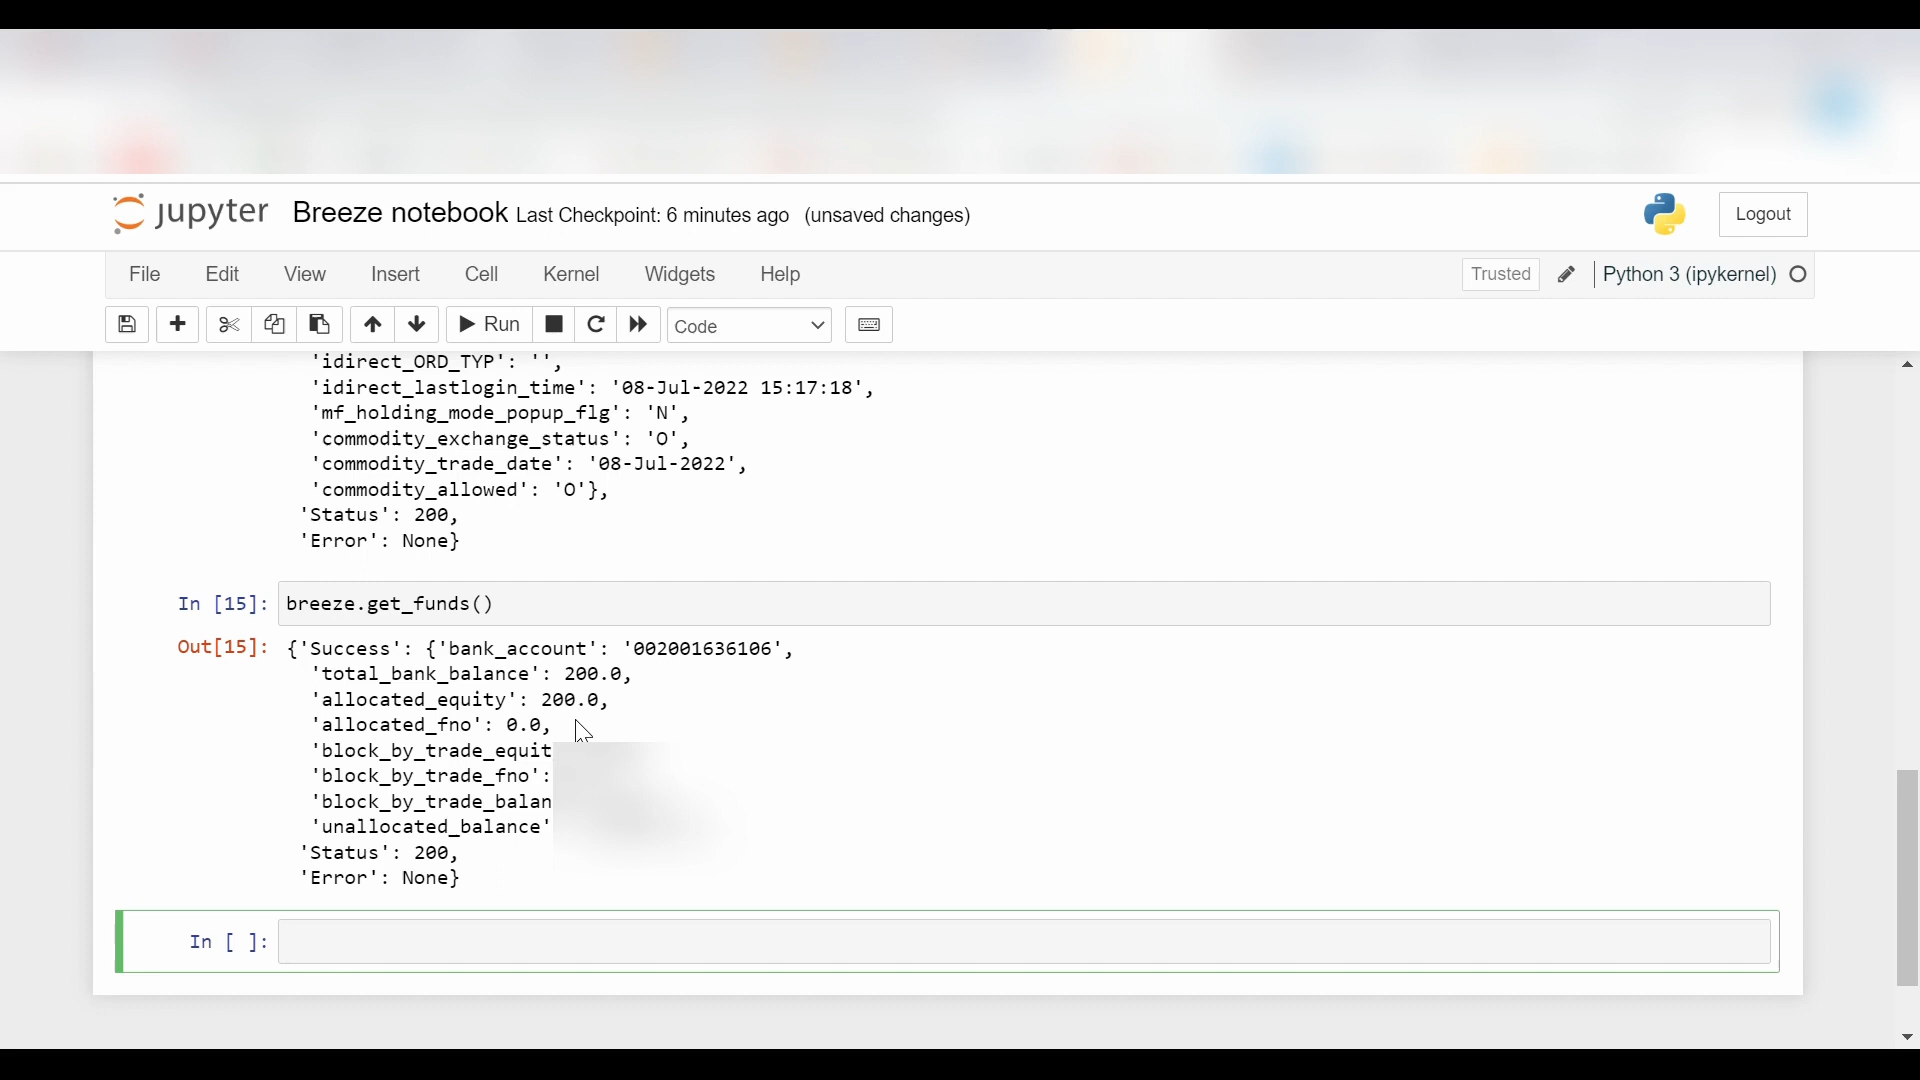 jupyter Breeze notebook Last Checkpoint: 6 minutes ago (unsaved changes) Logout
File Edit View Insert Cell Kernel Widgets Help Trusted Python 3 (ipykernel)
Run Code
'idirect_ORD_TYP': '',
'idirect_lastlogin_time': '08-Jul-2022 15:17:18',
'mf_holding_mode_popup_flg': 'N',
'commodity_exchange_status': 'O',
'commodity_trade_date': '08-Jul-2022',
'commodity_allowed': 'O'},
'Status': 200,
'Error': None}
In [15]: breeze.get_funds()
Out[15]: {'Success': {'bank_account': '002001636106',
'total_bank_balance': 200.0,
'allocated_equity': 200.0,
'allocated_fno': 0.0,
'block_by_trade_equit
'block_by_trade_fno':
'block_by_trade_balan
'unallocated_balance'
'Status': 200,
'Error': None}
In [ ]: